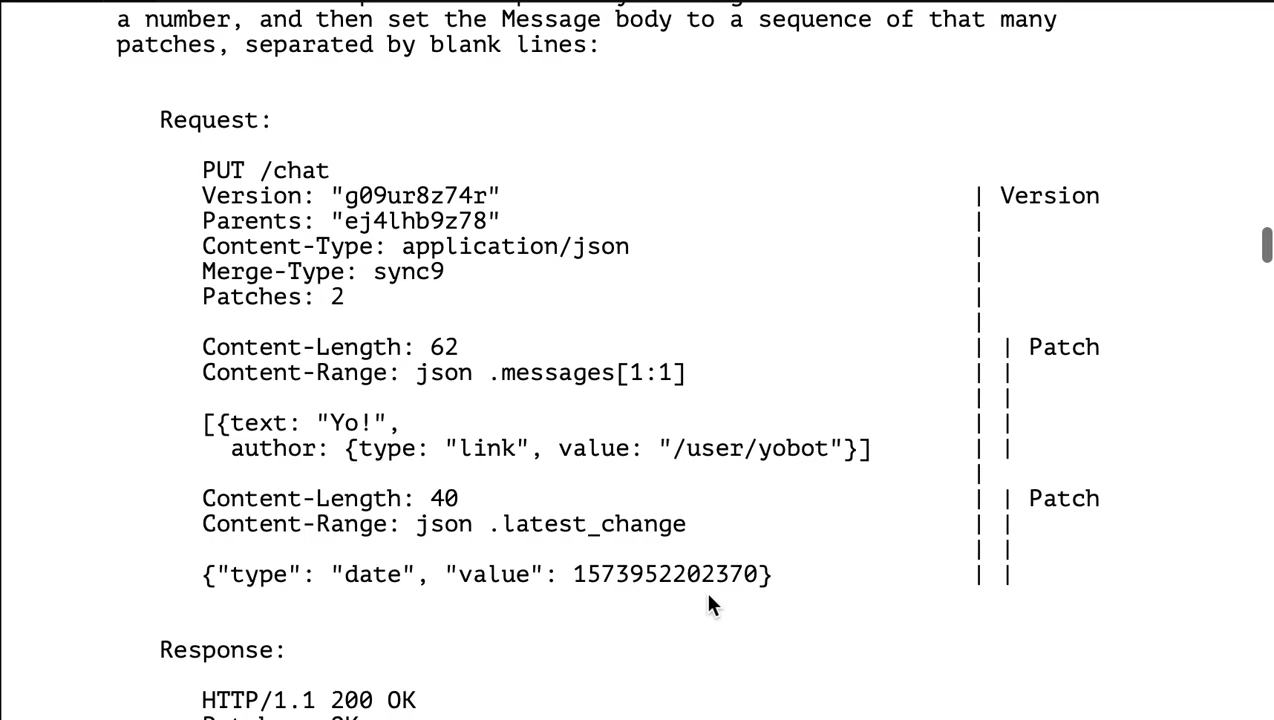 a number, and then set the Message body to a sequence of that many
patches, separated by blank lines:
Request:
PUT /chat
Version: "g09ur8z74r" | Version
Parents: "ej4lhb9z78" |
Content-Type: application/json |
Merge-Type: sync9 |
Patches: 2 |
|
Content-Length: 62 | | Patch
Content-Range: json .messages[1:1] | |
| |
[{text: "Yo!", | |
author: {type: "link", value: "/user/yobot"}] | |
|
Content-Length: 40 | | Patch
Content-Range: json .latest_change | |
| |
{"type": "date", "value": 1573952202370} | |
Response:
HTTP/1.1 200 OK